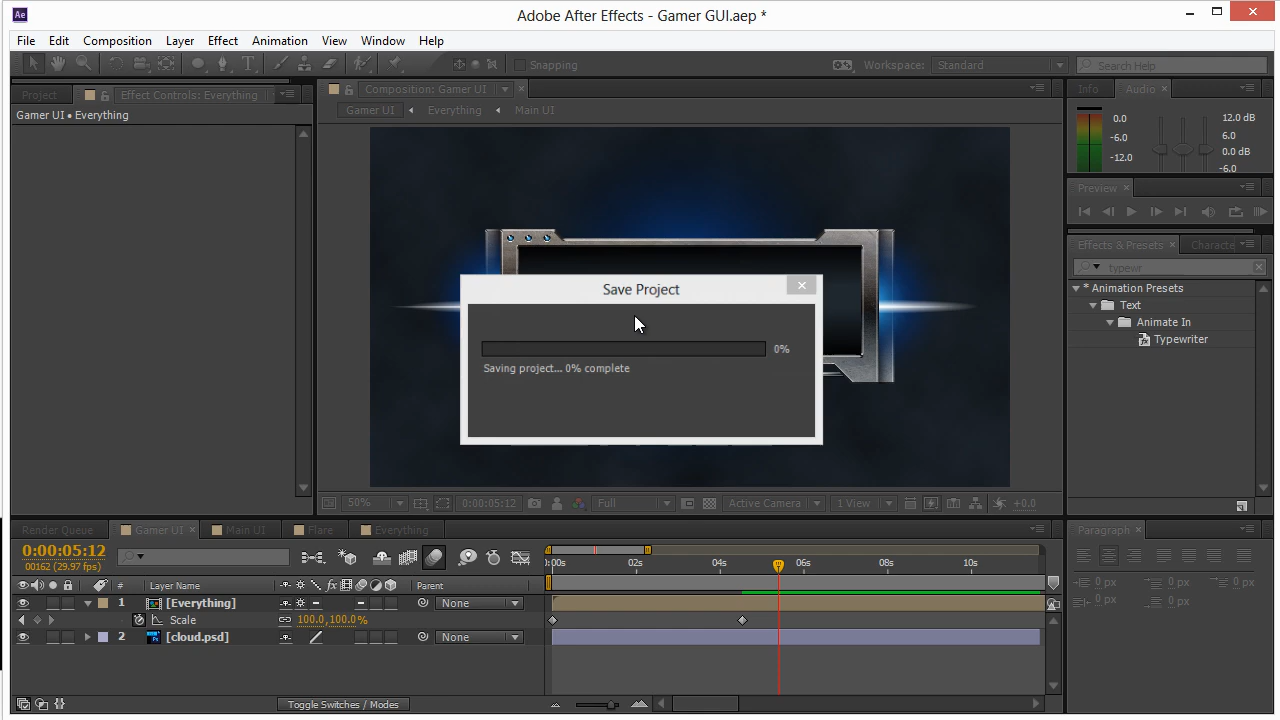 Ae
Adobe After Effects - Gamer GUI.aep *
File Edit Composition Layer Effect Animation View Window Help
Snapping
Workspace: Standard
Search Help
Project Effect Controls: Everything
Gamer UI • Everything
Composition: Gamer UI
Gamer UI Everything Main UI
Info Audio
0.0
-6.0
-12.0
12.0 dB
6.0
0.0 dB
-6.0
Preview
Effects & Presets Characte
typewr
* Animation Presets
Text
Animate In
Typewriter
Save Project
0%
Saving project... 0% complete
50% 0:00:05:12 Full Active Camera 1 View +0.0
Render Queue Gamer UI Main UI Flare Everything
0:00:05:12
00162 (29.97 fps)
# Layer Name Parent
1 [Everything] None
Scale 100.0,100.0%
2 [cloud.psd] None
:00s 02s 04s 06s 08s 10s
Toggle Switches / Modes
Paragraph
0 px 0 px 0 px
0 px 0 px